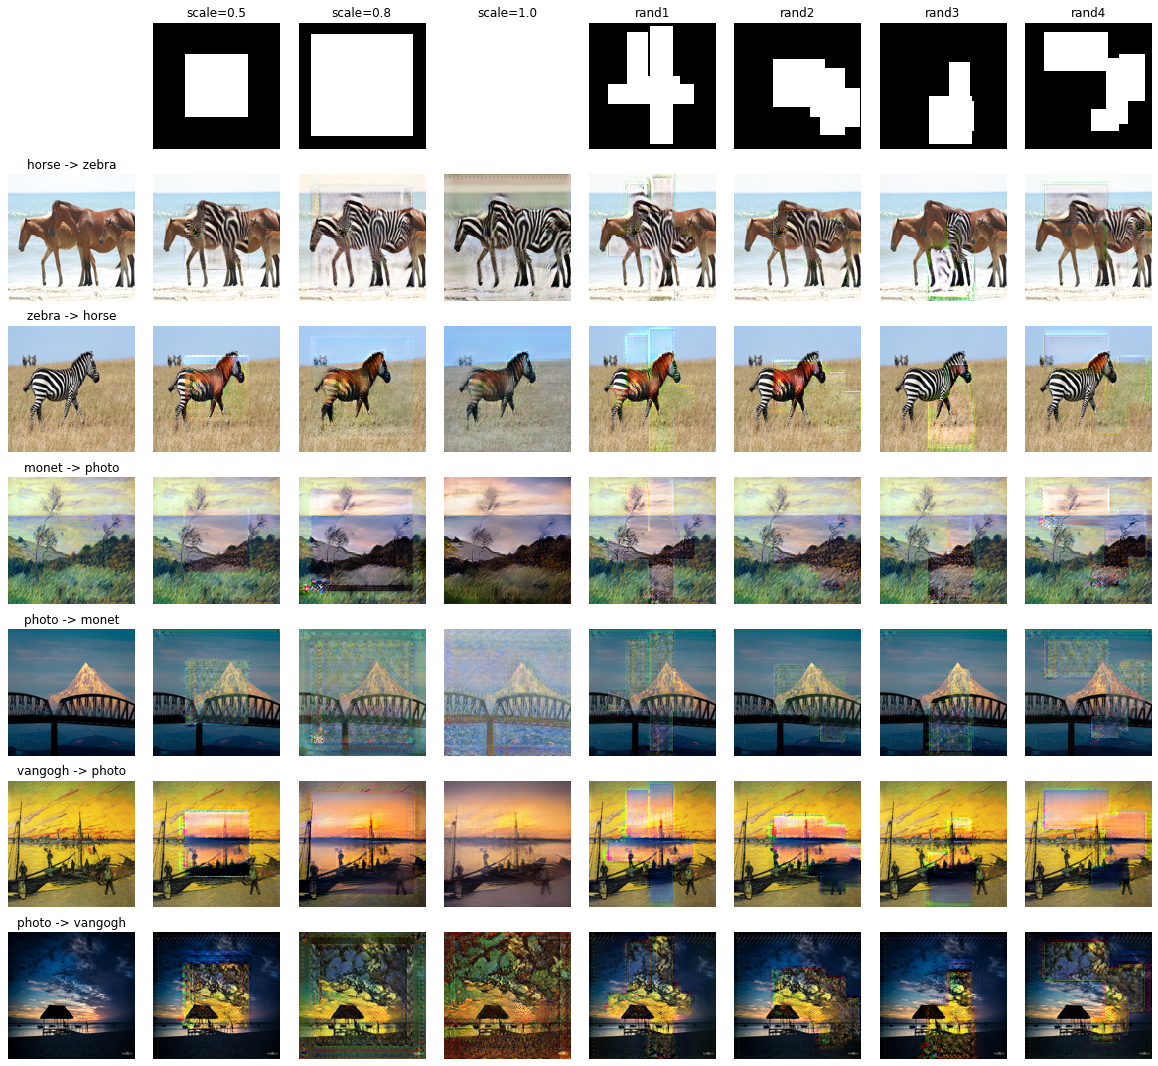 scale=0.5 scale=0.8 scale=1.0 rand1 rand2 rand3 rand4
horse -> zebra
zebra -> horse
monet -> photo
photo -> monet
vangogh -> photo
photo -> vangogh